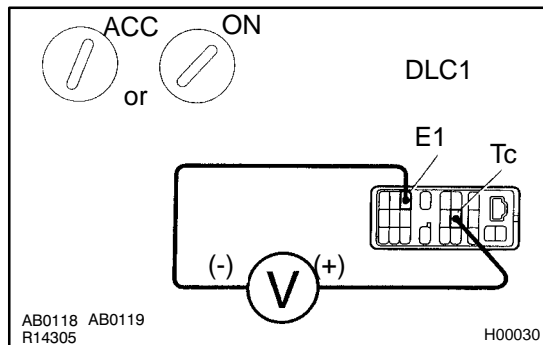 ACC
ON
or
DLC1
E1
Tc
(-)
V
(+)
AB0118 AB0119
R14305
H00030